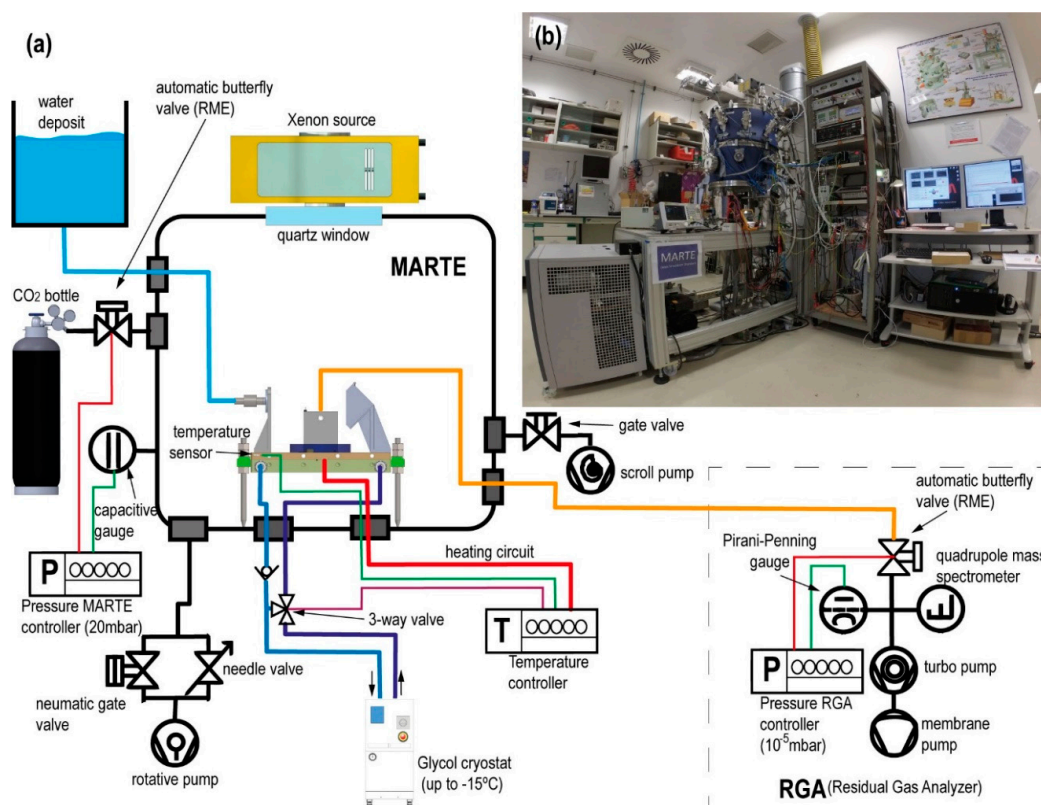 (a)
water
deposit
automatic butterfly
valve (RME)
Xenon source
quartz window
MARTE
CO2 bottle
temperature
sensor
capacitive
gauge
P
Pressure MARTE
controller (20mbar)
neumatic gate
valve
needle valve
rotative pump
3-way valve
heating circuit
T
Temperature
controller
Glycol cryostat
(up to -15ºC)
gate valve
scroll pump
(b)
MARTE
automatic butterfly
valve (RME)
Pirani-Penning
gauge
quadrupole mass
spectrometer
P
Pressure RGA
controller
(10-5mbar)
turbo pump
membrane
pump
RGA (Residual Gas Analyzer)